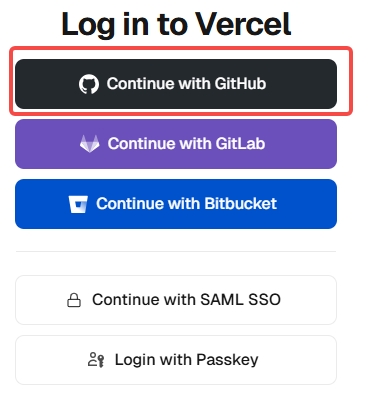 Log in to Vercel
Continue with GitHub
Continue with GitLab
Continue with Bitbucket
Continue with SAML SSO
Login with Passkey